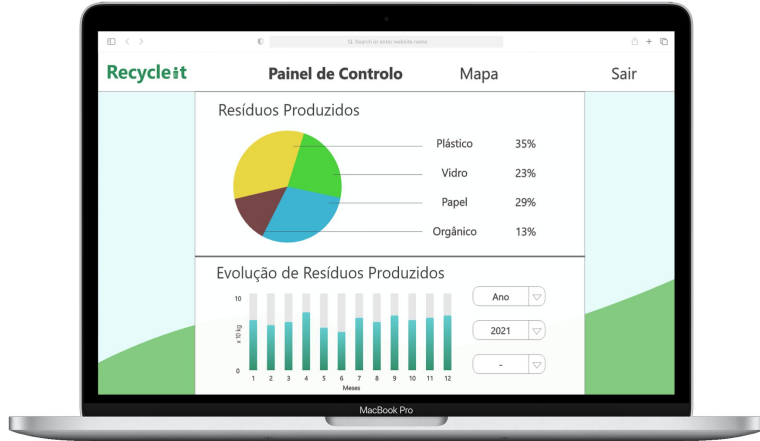 Search or enter website name
Recycleit
Painel de Controlo
Mapa
Sair
Resíduos Produzidos
Plástico 35%
Vidro 23%
Papel 29%
Orgânico 13%
Evolução de Resíduos Produzidos
10
x 10 kg
0
1 2 3 4 5 6 7 8 9 10 11 12
Meses
Ano
2021
-
MacBook Pro